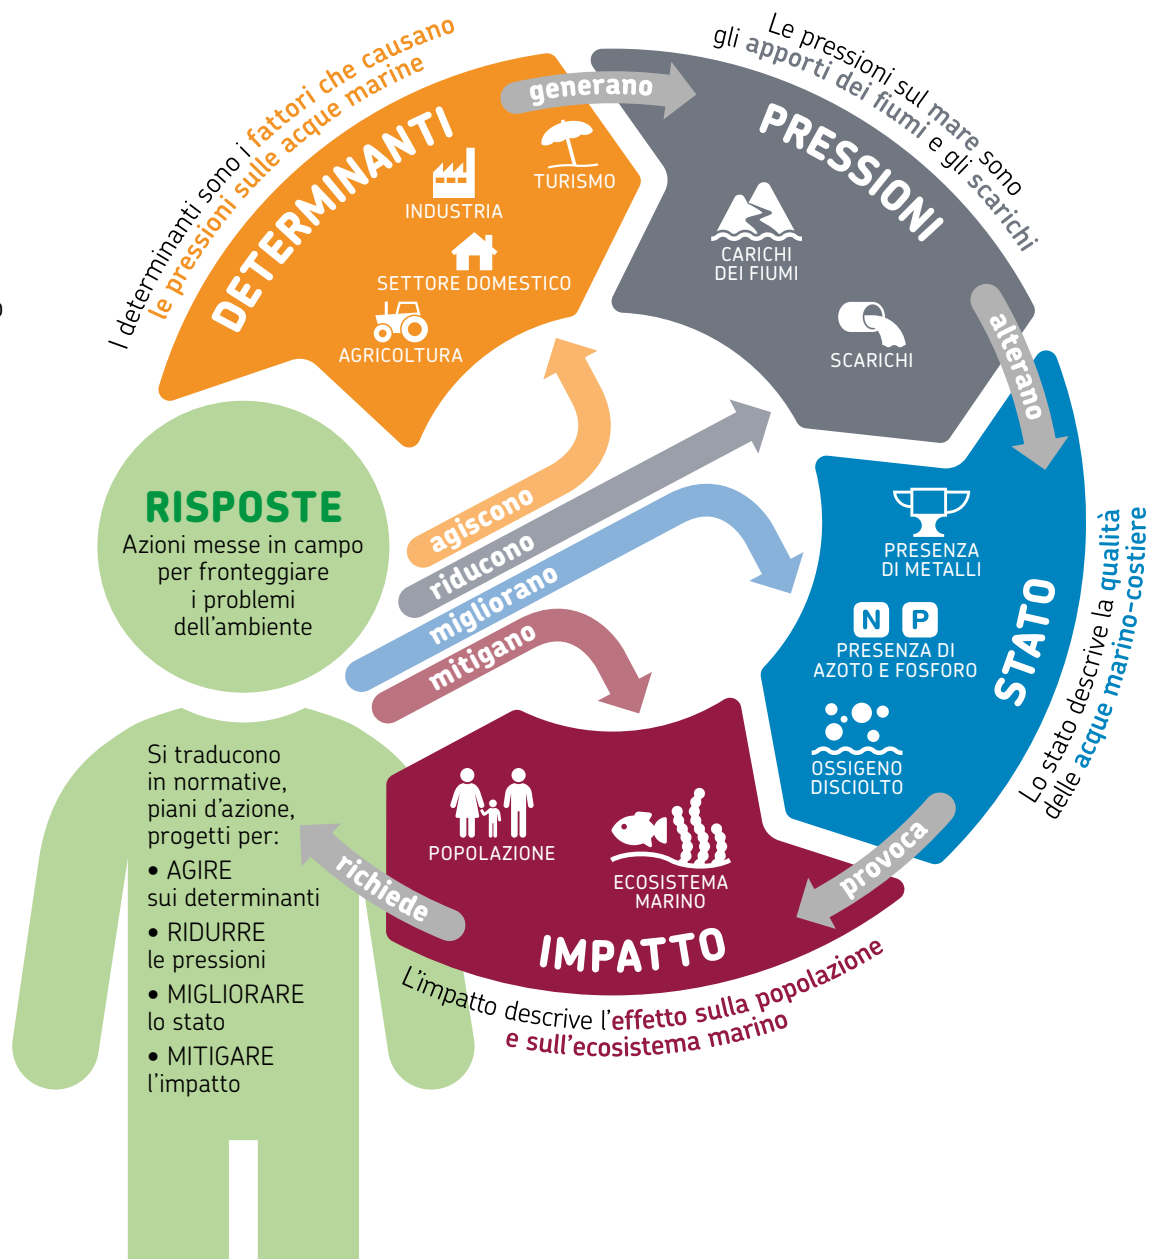 I determinanti sono i fattori che causano
le pressioni sulle acque marine
DETERMINANTI
TURISMO
INDUSTRIA
SETTORE DOMESTICO
AGRICOLTURA
generano
Le pressioni sul mare sono
gli apporti dei fiumi e gli scarichi
PRESSIONI
CARICHI
DEI FIUMI
SCARICHI
alterano
STATO
PRESENZA
DI METALLI
N P
PRESENZA DI
AZOTO E FOSFORO
OSSIGENO
DISCIOLTO
Lo stato descrive la qualità
delle acque marino-costiere
provoca
IMPATTO
POPOLAZIONE
ECOSISTEMA
MARINO
L'impatto descrive l'effetto sulla popolazione
e sull'ecosistema marino
richiede
RISPOSTE
Azioni messe in campo
per fronteggiare
i problemi
dell'ambiente
agiscono
riducono
migliorano
mitigano
Si traducono
in normative,
piani d'azione,
progetti per:
• AGIRE
sui determinanti
• RIDURRE
le pressioni
• MIGLIORARE
lo stato
• MITIGARE
l'impatto